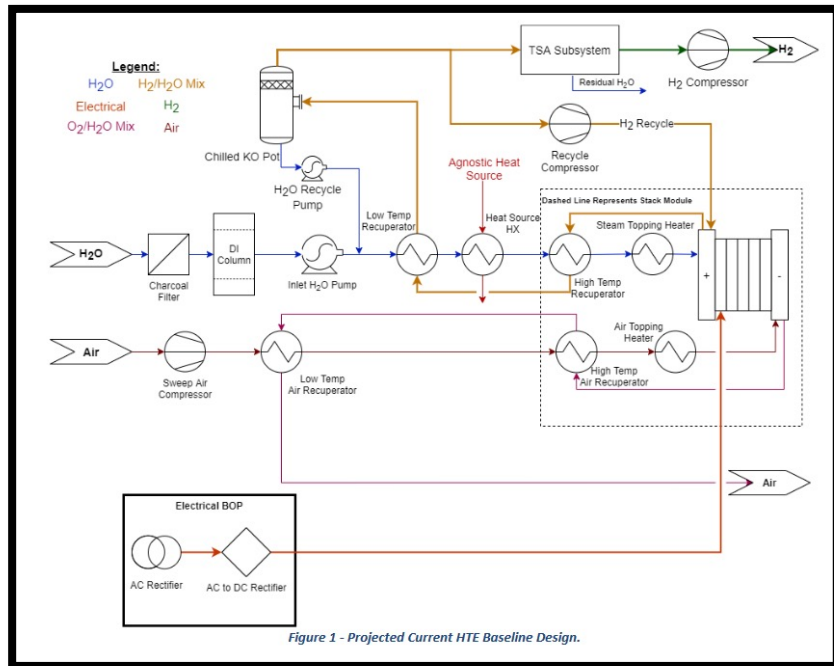 Legend:
H₂O
H₂/H₂O Mix
Electrical
H₂
O₂/H₂O Mix
Air
TSA Subsystem
H₂
Residual H₂O
H₂ Compressor
Chilled KO Pot
H₂ Recycle
Recycle
Compressor
H₂O Recycle
Pump
Agnostic Heat
Source
Dashed Line Represents Stack Module
Low Temp
Recuperator
Heat Source
HX
Steam Topping Heater
H₂O
Charcoal
Filter
DI
Column
Inlet H₂O Pump
High Temp
Recuperator
+
-
Air
Sweep Air
Compressor
Low Temp
Air Recuperator
Air Topping
Heater
High Temp
Air Recuperator
Air
Electrical BOP
AC Rectifier
AC to DC Rectifier
Figure 1 - Projected Current HTE Baseline Design.